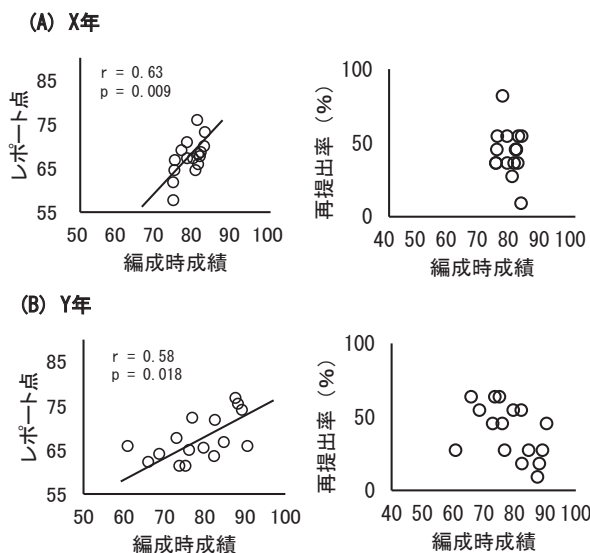 (A) X年
r = 0.63
p = 0.009
レポート点
85
75
65
55
50 60 70 80 90 100
編成時成績
再提出率 (%)
100
50
0
40 50 60 70 80 90 100
編成時成績
(B) Y年
r = 0.58
p = 0.018
レポート点
85
75
65
55
50 60 70 80 90 100
編成時成績
再提出率 (%)
100
50
0
40 50 60 70 80 90 100
編成時成績